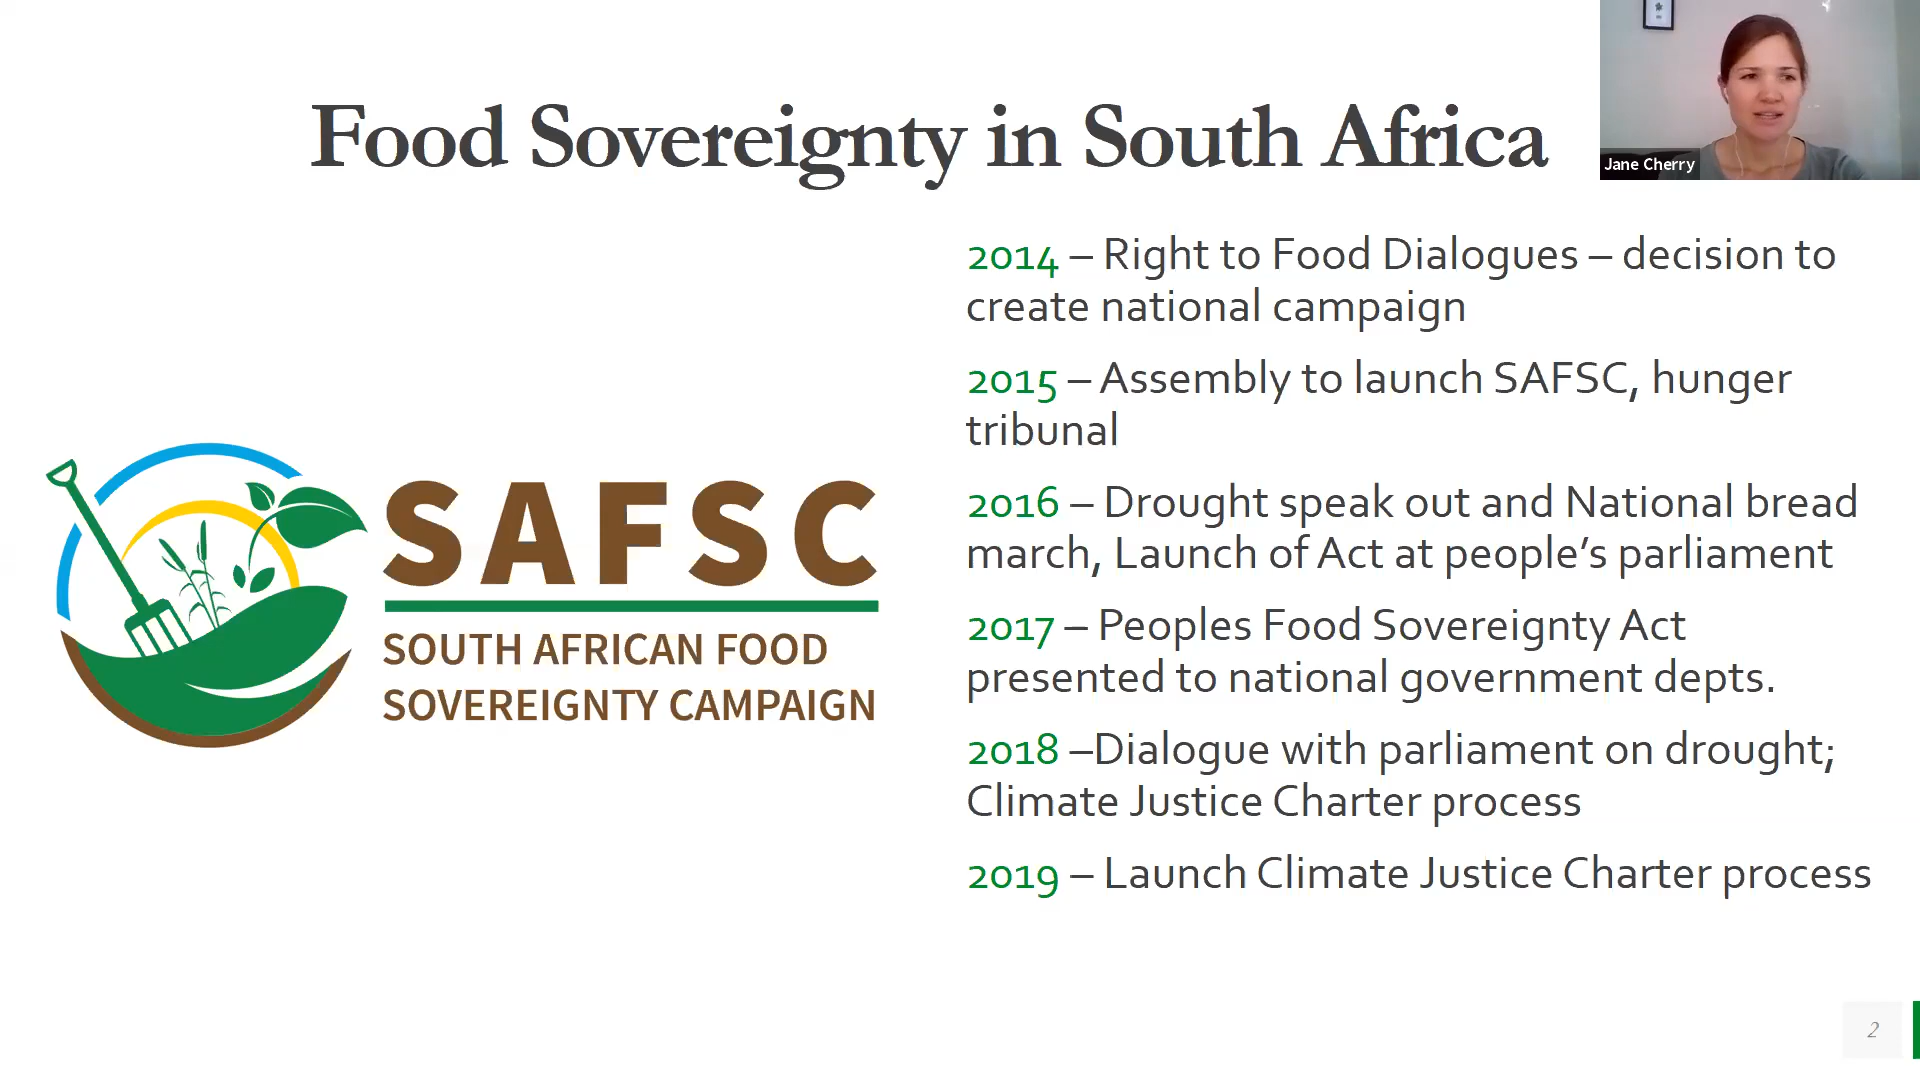 Food Sovereignty in South Africa
Jane Cherry
2014 – Right to Food Dialogues – decision to
create national campaign
2015 – Assembly to launch SAFSC, hunger
tribunal
2016 – Drought speak out and National bread
march, Launch of Act at people’s parliament
2017 – Peoples Food Sovereignty Act
presented to national government depts.
2018 –Dialogue with parliament on drought;
Climate Justice Charter process
2019 – Launch Climate Justice Charter process
SAFSC
SOUTH AFRICAN FOOD
SOVEREIGNTY CAMPAIGN
2